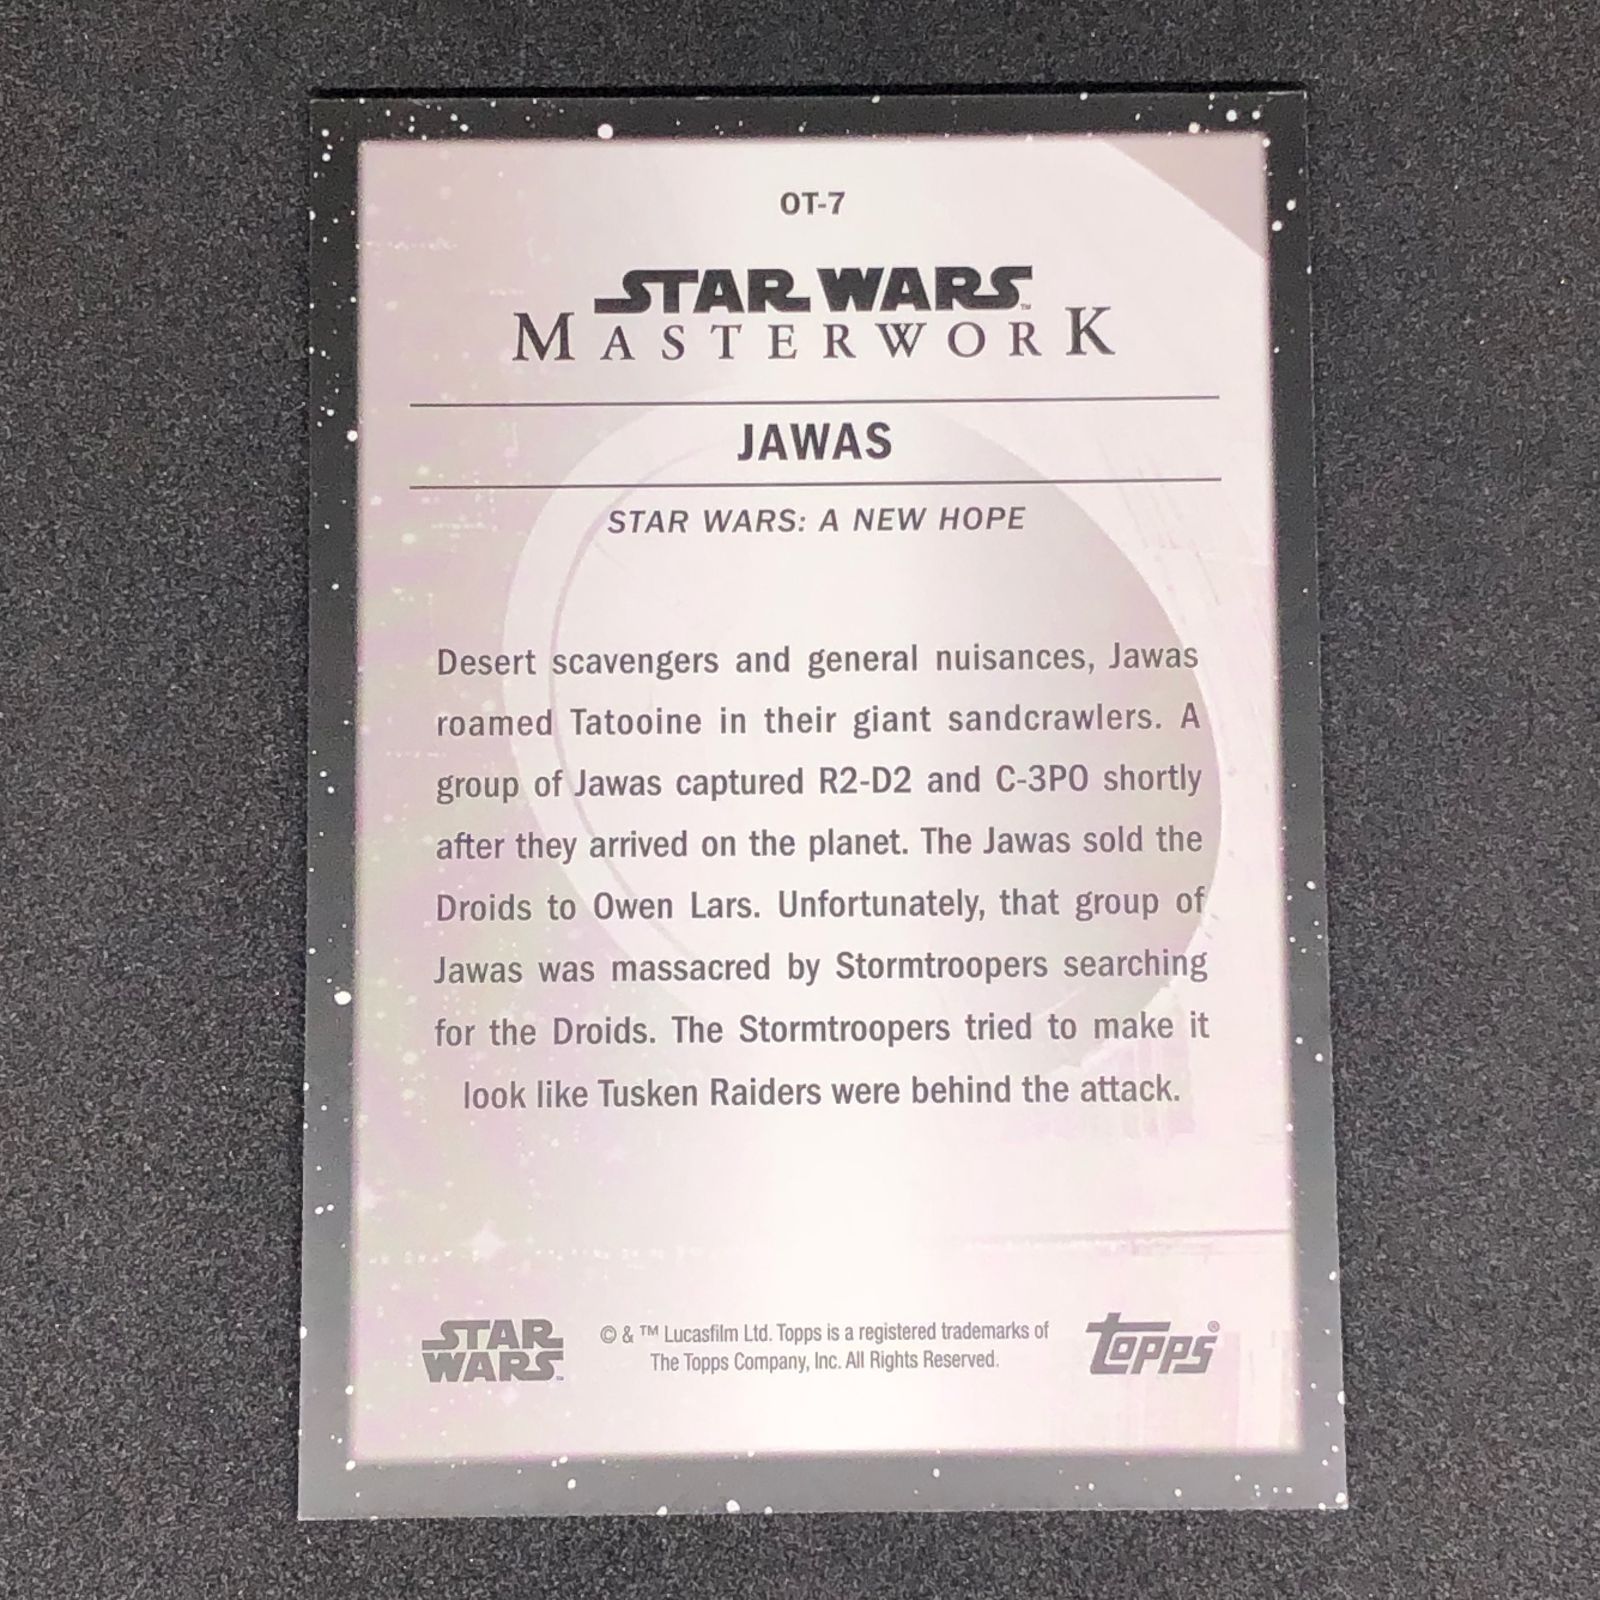 OT-7
STAR WARS™
MASTERWORK
JAWAS
STAR WARS: A NEW HOPE
Desert scavengers and general nuisances, Jawas
roamed Tatooine in their giant sandcrawlers. A
group of Jawas captured R2-D2 and C-3PO shortly
after they arrived on the planet. The Jawas sold the
Droids to Owen Lars. Unfortunately, that group of
Jawas was massacred by Stormtroopers searching
for the Droids. The Stormtroopers tried to make it
look like Tusken Raiders were behind the attack.
STAR
WARS™
© & ™ Lucasfilm Ltd. Topps is a registered trademarks of
The Topps Company, Inc. All Rights Reserved.
topps®